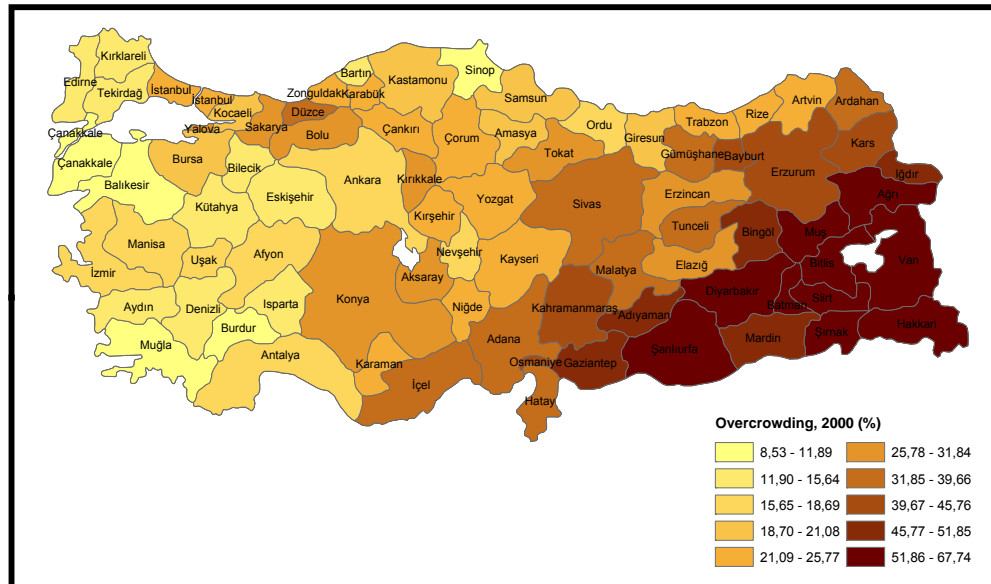 Kırklareli
Edirne
Tekirdağ
İstanbul
İstanbul
Kocaeli
Yalova
Sakarya
Düzce
Bolu
Zonguldak
Bartın
Karabük
Kastamonu
Sinop
Samsun
Çankırı
Çorum
Amasya
Ordu
Giresun
Trabzon
Rize
Artvin
Ardahan
Kars
Gümüşhane
Bayburt
Erzurum
Iğdır
Ağrı
Çanakkale
Çanakkale
Balıkesir
Bursa
Bilecik
Kütahya
Eskişehir
Ankara
Kırıkkale
Kırşehir
Yozgat
Tokat
Sivas
Erzincan
Tunceli
Bingöl
Muş
Bitlis
Van
Manisa
İzmir
Uşak
Afyon
Nevşehir
Aksaray
Kayseri
Malatya
Elazığ
Diyarbakır
Batman
Siirt
Şırnak
Hakkari
Aydın
Denizli
Isparta
Burdur
Muğla
Antalya
Konya
Karaman
Niğde
Adana
Kahramanmaraş
Adıyaman
Osmaniye
Gaziantep
Şanlıurfa
Mardin
İçel
Hatay
Overcrowding, 2000 (%)
8,53 - 11,89
11,90 - 15,64
15,65 - 18,69
18,70 - 21,08
21,09 - 25,77
25,78 - 31,84
31,85 - 39,66
39,67 - 45,76
45,77 - 51,85
51,86 - 67,74